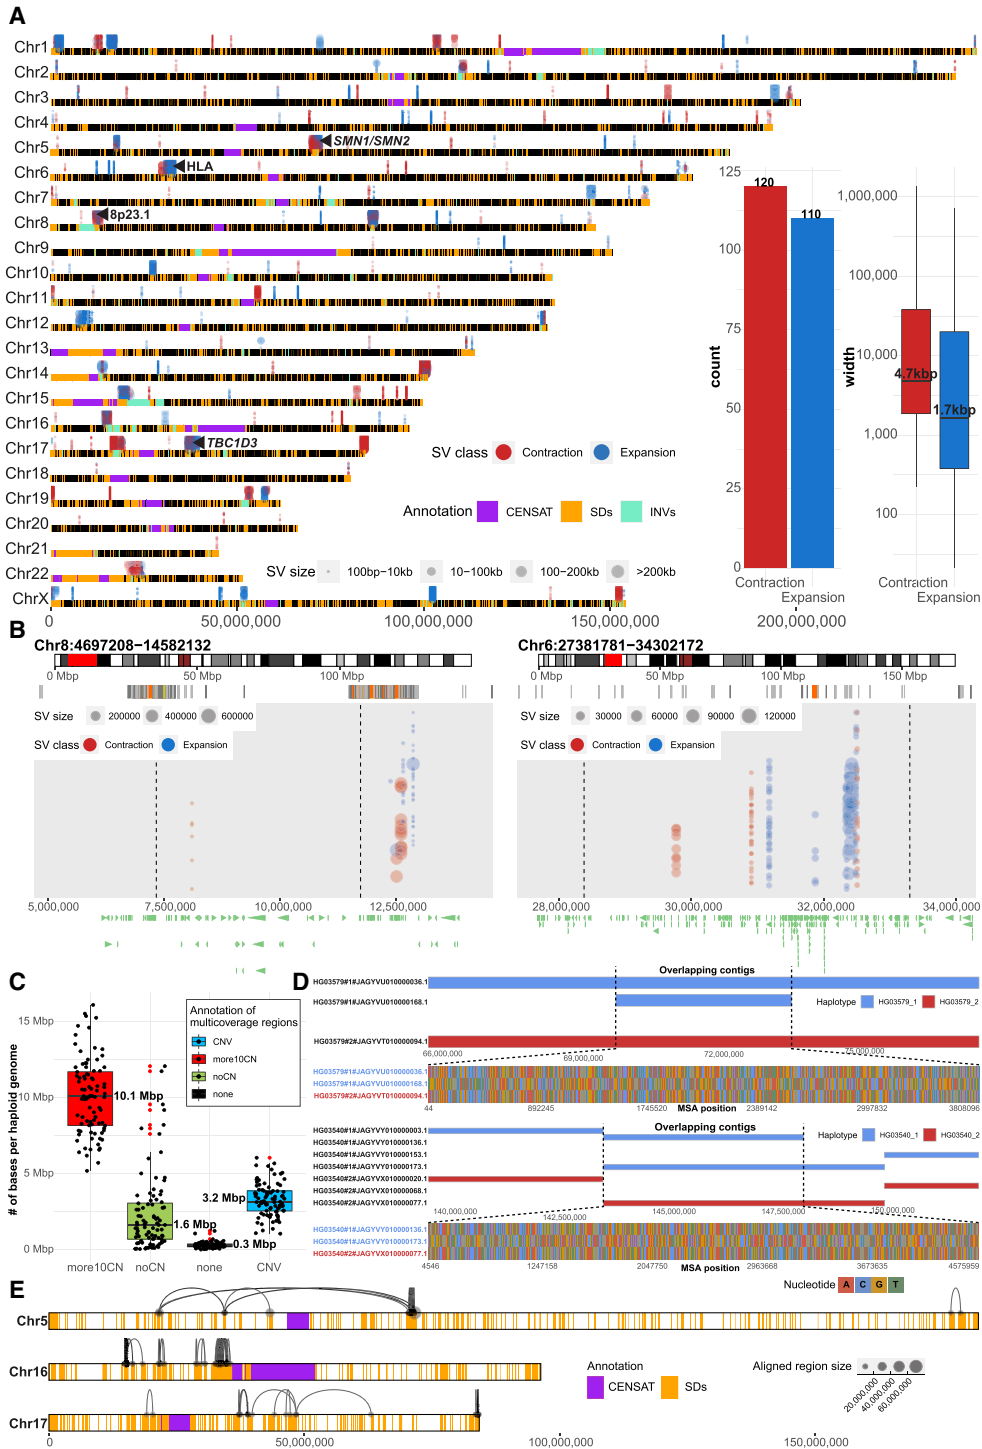 A
Chr1
Chr2
Chr3
Chr4
Chr5
SMN1/SMN2
Chr6
HLA
Chr7
Chr8
8p23.1
Chr9
Chr10
Chr11
Chr12
Chr13
Chr14
Chr15
Chr16
Chr17
TBC1D3
Chr18
Chr19
Chr20
Chr21
Chr22
ChrX
0 50,000,000 100,000,000 150,000,000 200,000,000
SV class Contraction Expansion
Annotation CENSAT SDs INVs
SV size 100bp−10kb 10−100kb 100−200kb >200kb
count
125
100
75
50
25
0
120
110
Contraction
Expansion
width
1,000,000
100,000
10,000
1,000
100
4.7kbp
1.7kbp
Contraction
Expansion
B
Chr8:4697208−14582132
0 Mbp 50 Mbp 100 Mbp
SV size 200000 400000 600000
SV class Contraction Expansion
5,000,000 7,500,000 10,000,000 12,500,000
Chr6:27381781−34302172
0 Mbp 50 Mbp 100 Mbp 150 Mbp
SV size 30000 60000 90000 120000
SV class Contraction Expansion
28,000,000 30,000,000 32,000,000 34,000,000
C
# of bases per haploid genome
15 Mbp
10 Mbp
5 Mbp
0 Mbp
Annotation of
multicoverage regions
CNV
more10CN
noCN
none
10.1 Mbp
1.6 Mbp
0.3 Mbp
3.2 Mbp
more10CN noCN none CNV
D
Overlapping contigs
HG03579#1#JAGYVU010000036.1
HG03579#1#JAGYVU010000168.1
Haplotype HG03579_1 HG03579_2
HG03579#2#JAGYVT010000094.1
66,000,000 69,000,000 72,000,000 75,000,000
HG03579#1#JAGYVU010000036.1
HG03579#1#JAGYVU010000168.1
HG03579#2#JAGYVT010000094.1
44 892245 1745520 2389142 2997832 3808096
MSA position
Overlapping contigs
HG03540#1#JAGYVV010000003.1
HG03540#1#JAGYVV010000136.1
Haplotype HG03540_1 HG03540_2
HG03540#1#JAGYVV010000153.1
HG03540#1#JAGYVV010000173.1
HG03540#2#JAGYVX010000020.1
HG03540#2#JAGYVX010000068.1
HG03540#2#JAGYVX010000077.1
140,000,000 142,500,000 145,000,000 147,500,000 150,000,000
HG03540#1#JAGYVV010000136.1
HG03540#1#JAGYVV010000173.1
HG03540#2#JAGYVX010000077.1
4546 1247158 2047750 2963668 3673635 4575959
MSA position
Nucleotide A C G T
E
Chr5
Chr16
Chr17
0 50,000,000 100,000,000 150,000,000
Annotation
CENSAT SDs
Aligned region size
20,000,000
40,000,000
60,000,000